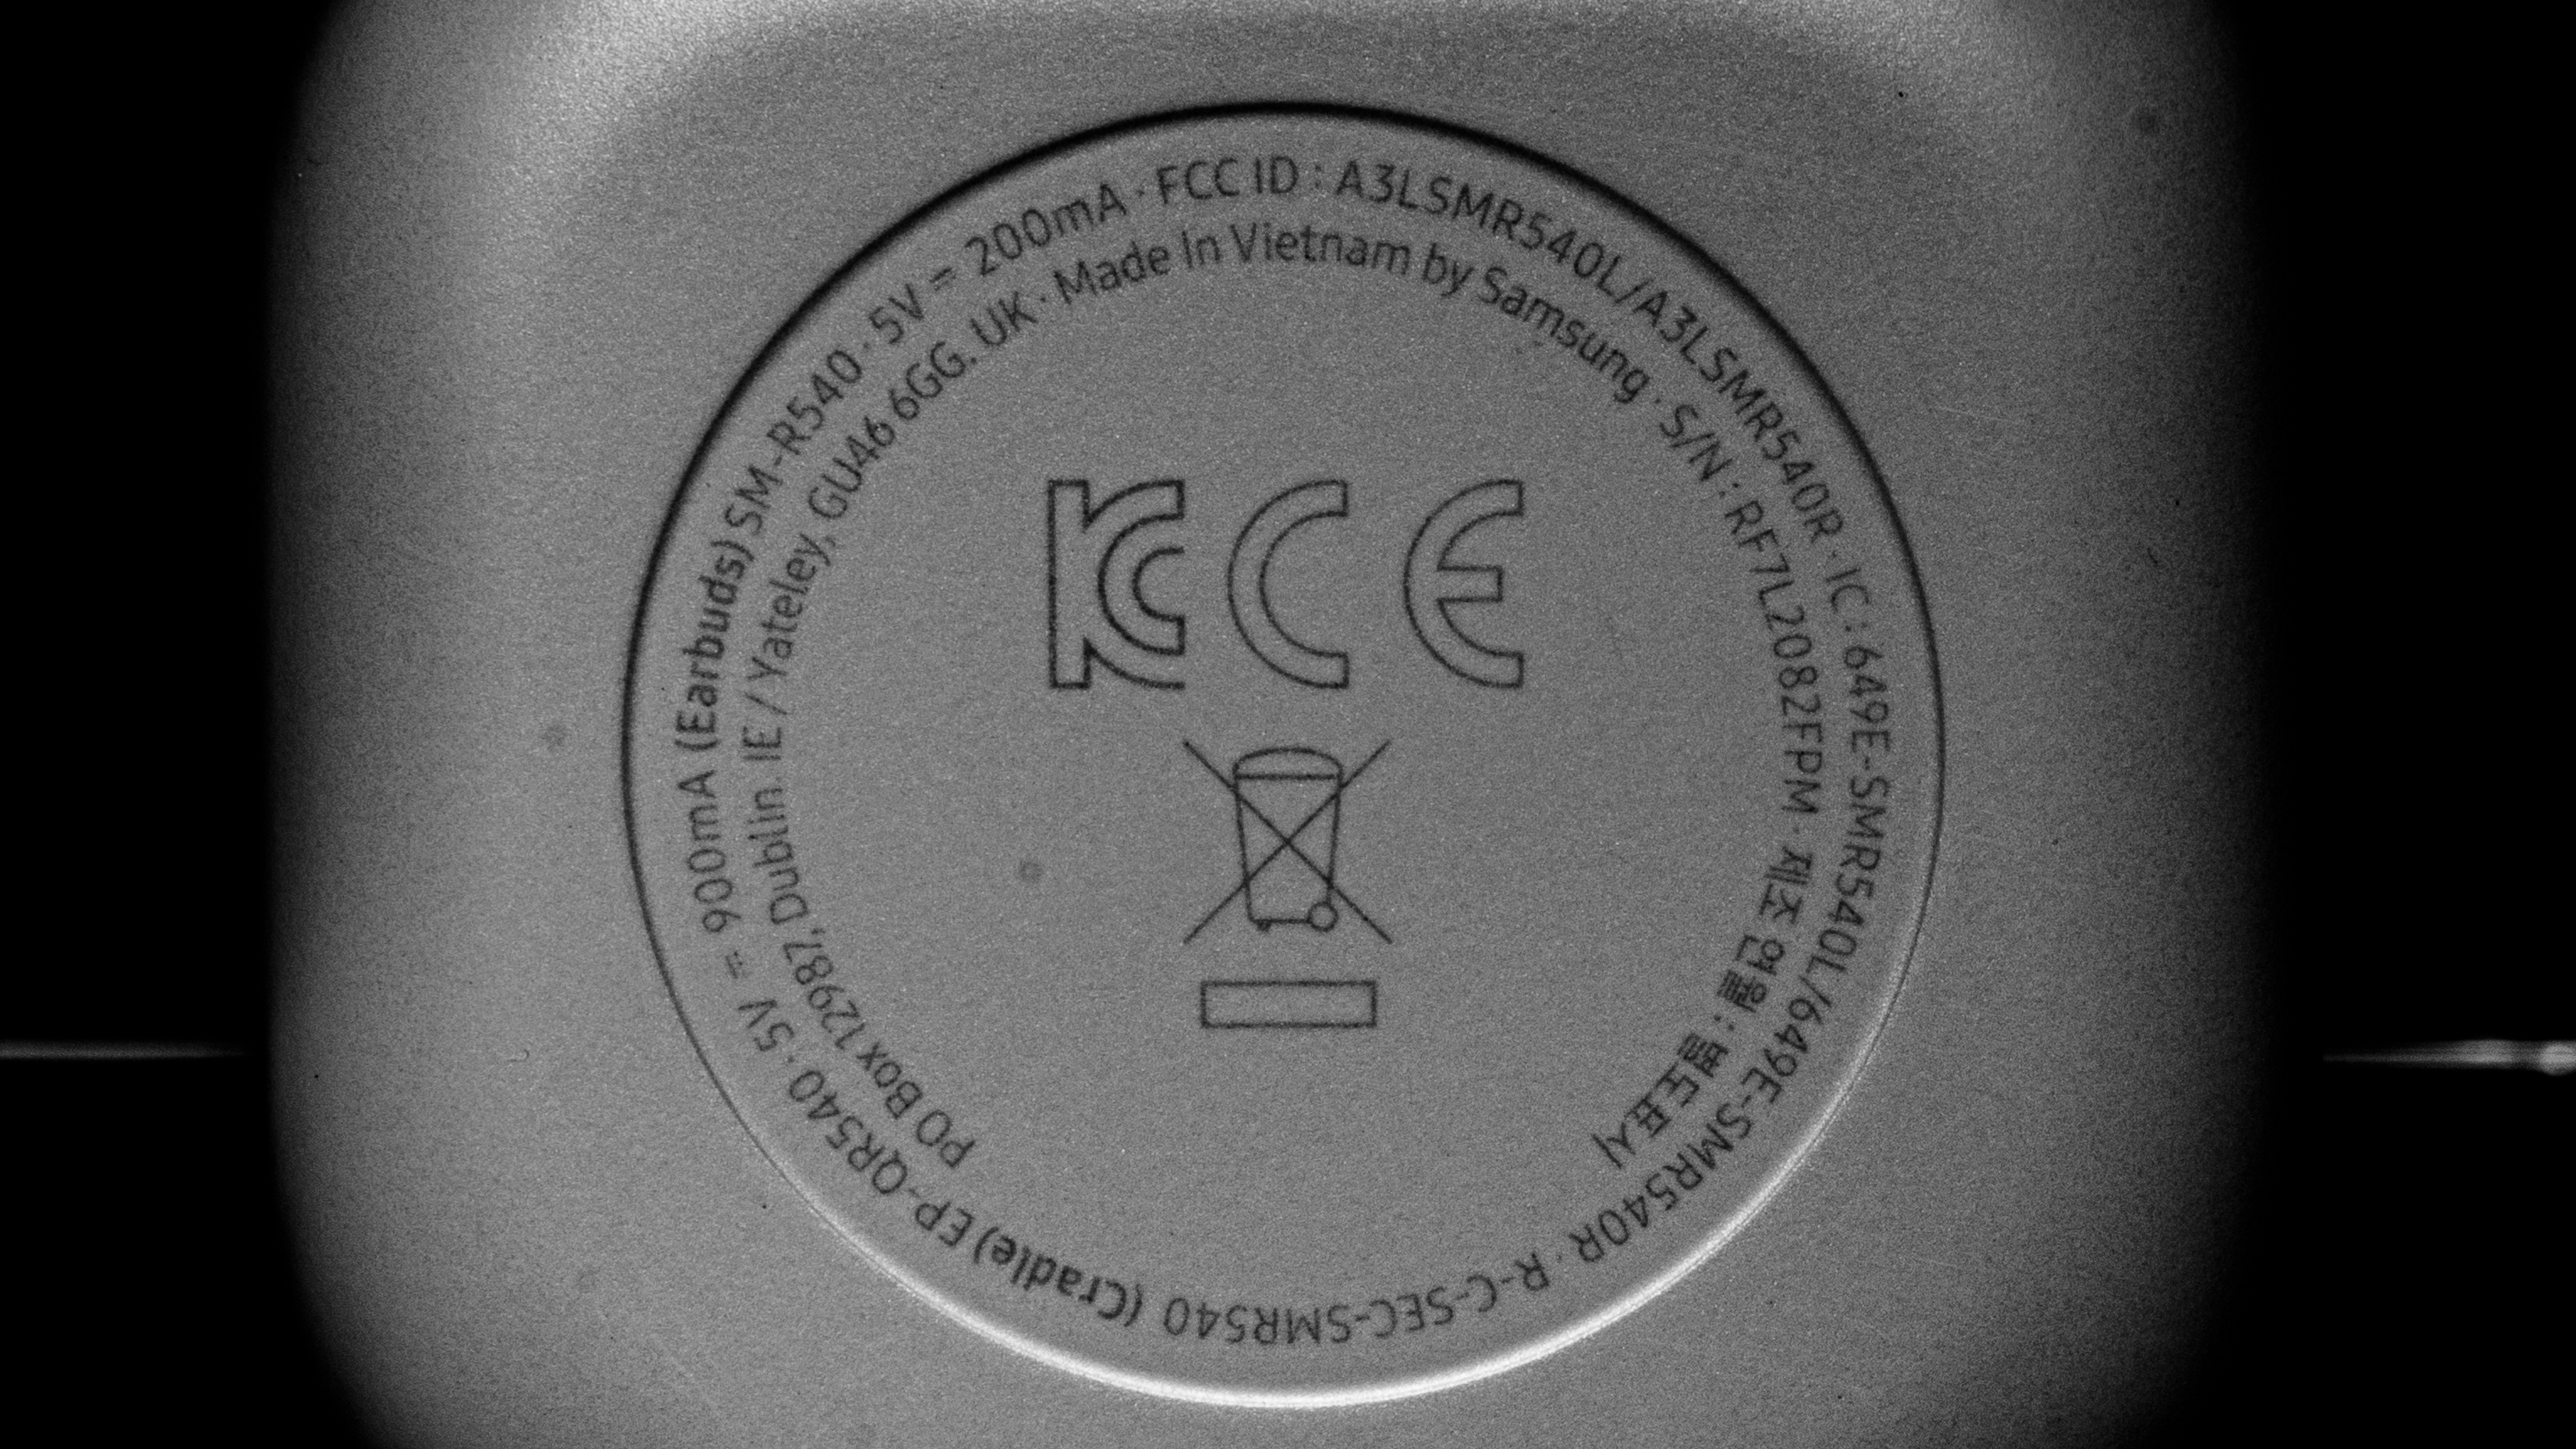 (Cradle) EP-QR540 · 5V = 900mA (Earbuds) SM-R540 · 5V = 200mA · FCC ID : A3LSMR540L/A3LSMR540R · IC : 649E-SMR540L/649E-SMR540R · R-C-SEC-SMR540
PO Box 12987, Dublin. IE / Yateley, GU46 6GG. UK · Made in Vietnam by Samsung · S/N : RF7L2082FPM · 제조연월 : 별도표시
KC CE